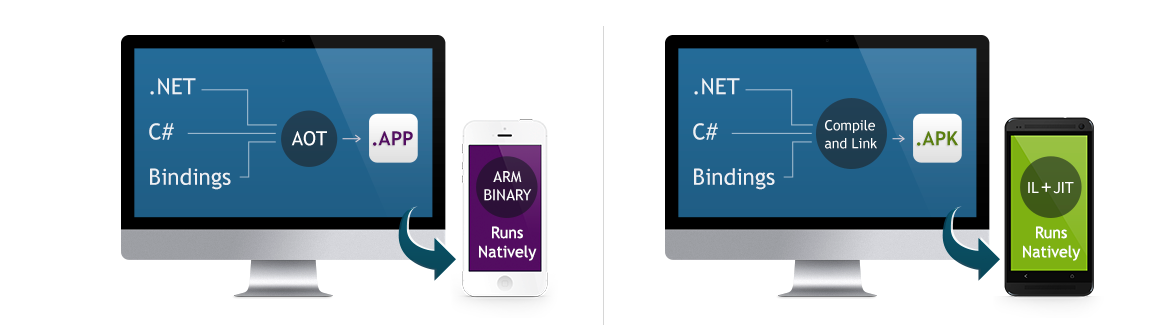 .NET
C#
Bindings
AOT
.APP
ARM
BINARY
Runs
Natively
.NET
C#
Bindings
Compile
and Link
.APK
IL+JIT
Runs
Natively